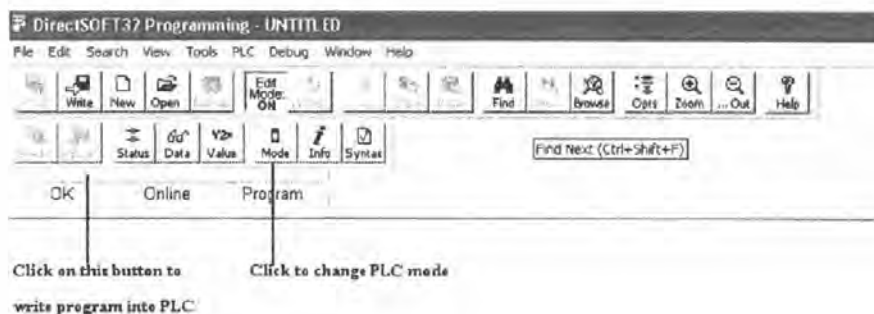 DirectSOFT32 Programming - UNTITLED
File Edit Search View Tools PLC Debug Window Help
Write New Open Edit Mode: ON Find Browse Opts Zoom ... Out Help
Status Data Value Mode Info Syntax
Find Next (Ctrl+Shift+F)
OK Online Program
Click on this button to Click to change PLC mode
write program into PLC